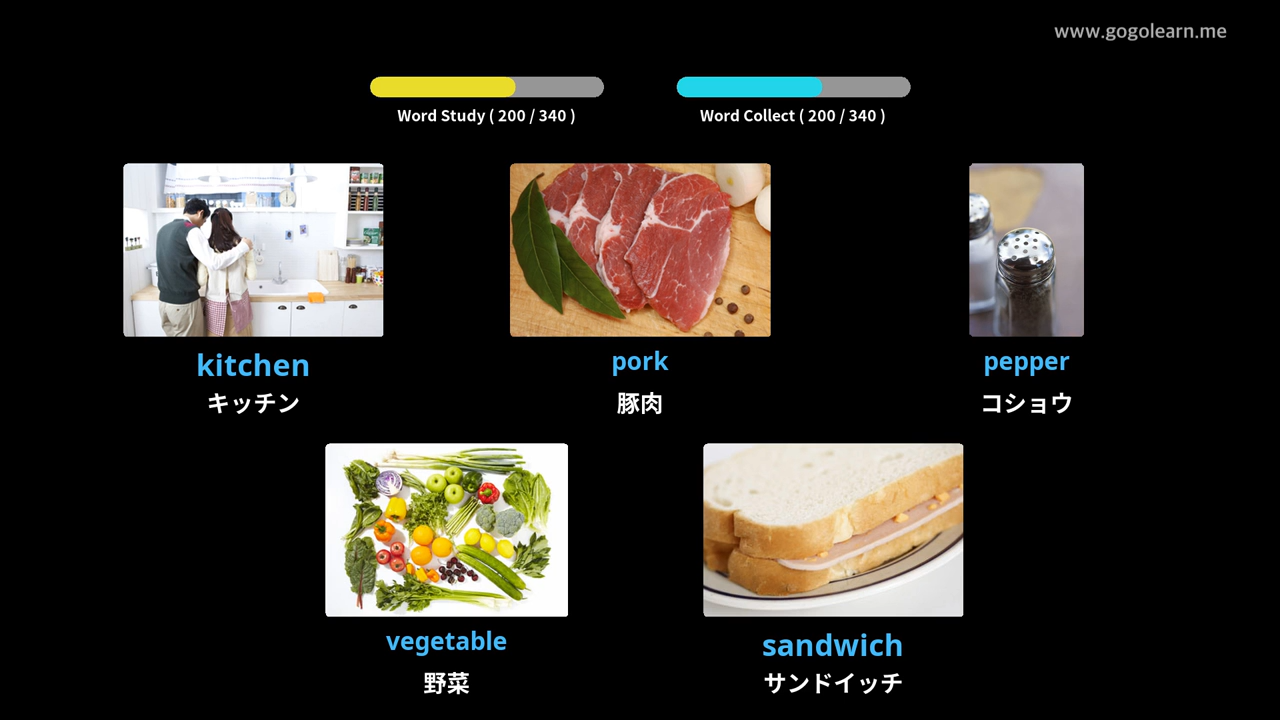 www.gogolearn.me
Word Study ( 200 / 340 )
Word Collect ( 200 / 340 )
kitchen
キッチン
pork
豚肉
pepper
コショウ
vegetable
野菜
sandwich
サンドイッチ